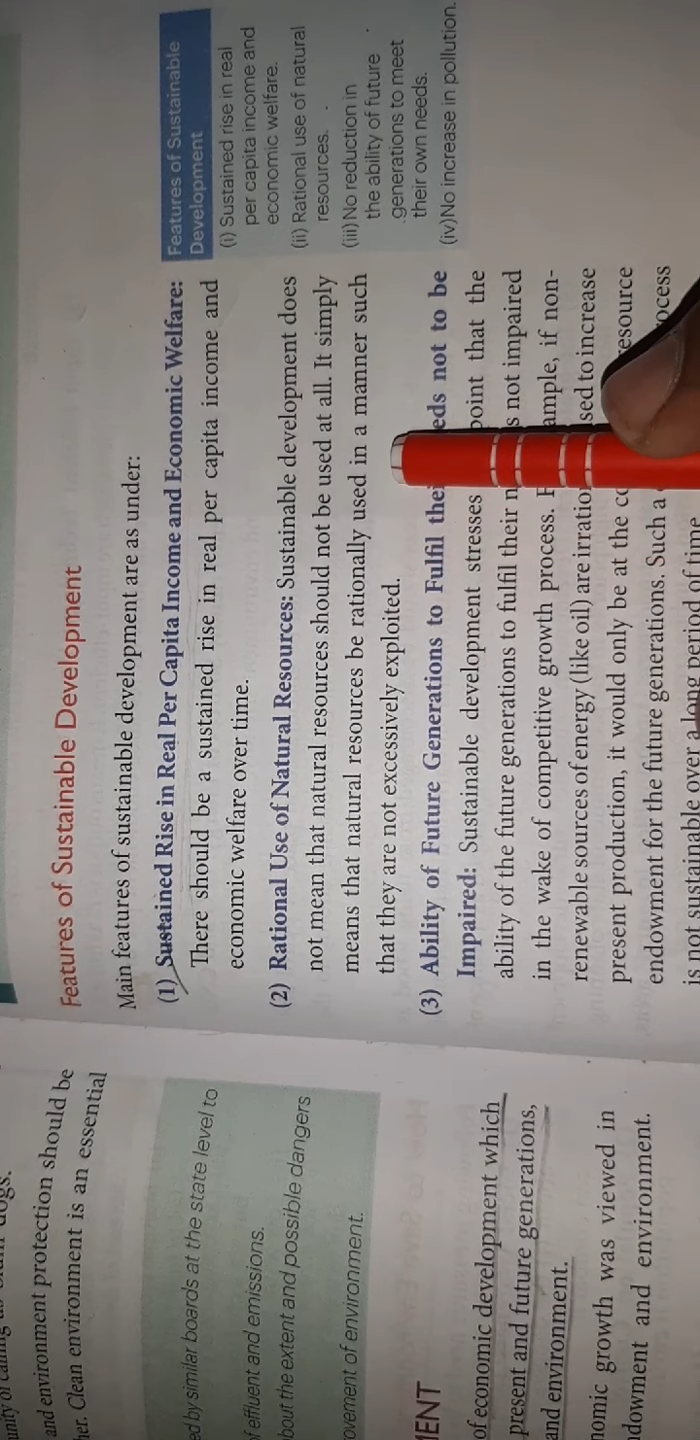 and environment protection should be
her. Clean environment is an essential
ed by similar boards at the state level to
f effluent and emissions.
bout the extent and possible dangers
ovement of environment.
MENT
of economic development which
present and future generations,
and environment.
nomic growth was viewed in
dowment and environment.
Features of Sustainable Development
Main features of sustainable development are as under:
(1) Sustained Rise in Real Per Capita Income and Economic Welfare:
There should be a sustained rise in real per capita income and
economic welfare over time.
(2) Rational Use of Natural Resources: Sustainable development does
not mean that natural resources should not be used at all. It simply
means that natural resources be rationally used in a manner such
that they are not excessively exploited.
(3) Ability of Future Generations to Fulfil thei eds not to be
Impaired: Sustainable development stresses point that the
ability of the future generations to fulfil their n s not impaired
in the wake of competitive growth process. F ample, if non-
renewable sources of energy (like oil) are irratio sed to increase
present production, it would only be at the co resource
endowment for the future generations. Such a ocess
is not sustainable over a long period of time
Features of Sustainable
Development
(i) Sustained rise in real
per capita income and
economic welfare.
(ii) Rational use of natural
resources.
(iii) No reduction in
the ability of future
generations to meet
their own needs.
(iv) No increase in pollution.